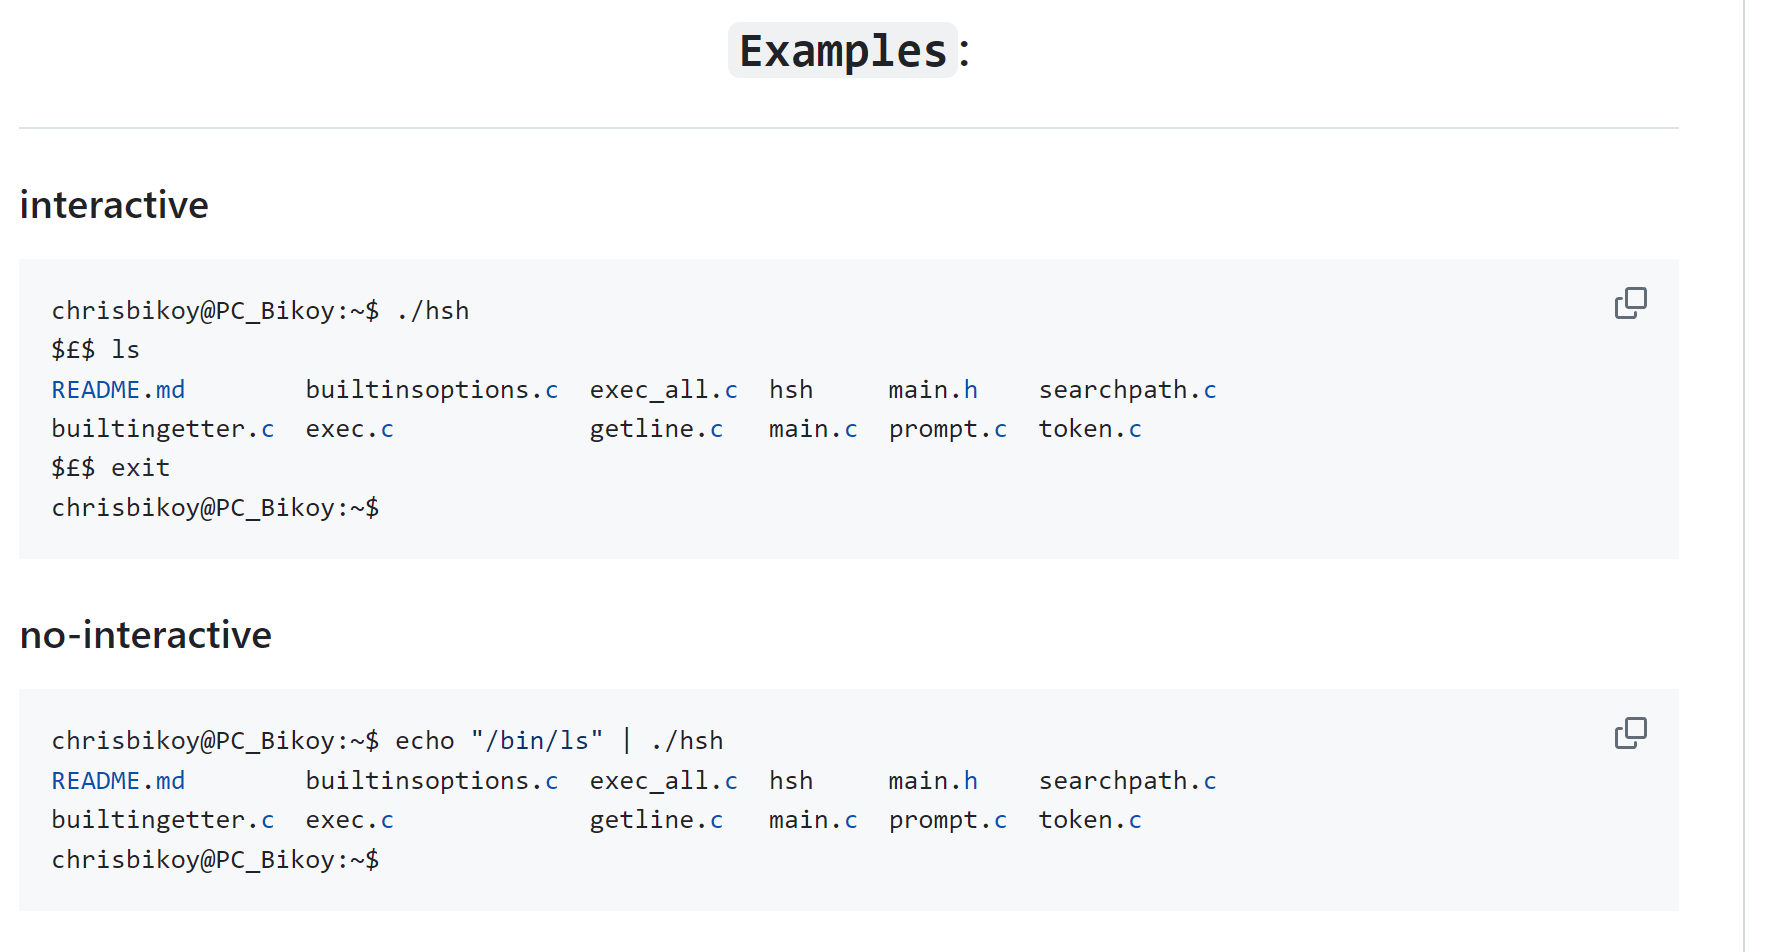 Examples:
interactive
chrisbikoy@PC_Bikoy:~$ ./hsh
$£$ ls
README.md        builtinsoptions.c  exec_all.c  hsh     main.h    searchpath.c
builtingetter.c  exec.c             getline.c   main.c  prompt.c  token.c
$£$ exit
chrisbikoy@PC_Bikoy:~$
no-interactive
chrisbikoy@PC_Bikoy:~$ echo "/bin/ls" | ./hsh
README.md        builtinsoptions.c  exec_all.c  hsh     main.h    searchpath.c
builtingetter.c  exec.c             getline.c   main.c  prompt.c  token.c
chrisbikoy@PC_Bikoy:~$